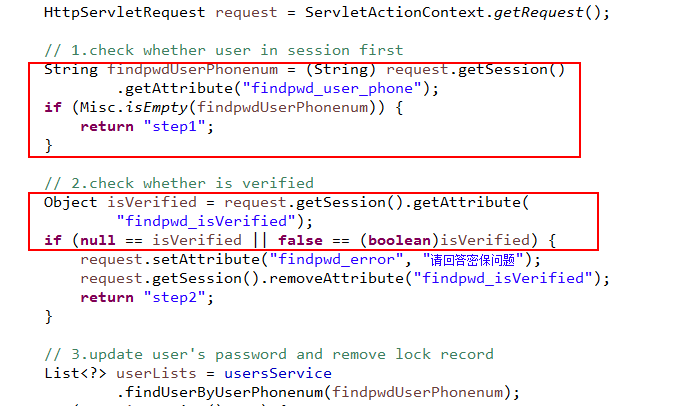 HttpServletRequest request = ServletActionContext.getRequest();
// 1.check whether user in session first
String findpwdUserPhonenum = (String) request.getSession()
.getAttribute("findpwd_user_phone");
if (Misc.isEmpty(findpwdUserPhonenum)) {
return "step1";
}
// 2.check whether is verified
Object isVerified = request.getSession().getAttribute(
"findpwd_isVerified");
if (null == isVerified || false == (boolean)isVerified) {
request.setAttribute("findpwd_error", "请回答密保问题");
request.getSession().removeAttribute("findpwd_isVerified");
return "step2";
}
// 3.update user's password and remove lock record
List<?> userLists = usersService
.findUserByUserPhonenum(findpwdUserPhonenum);